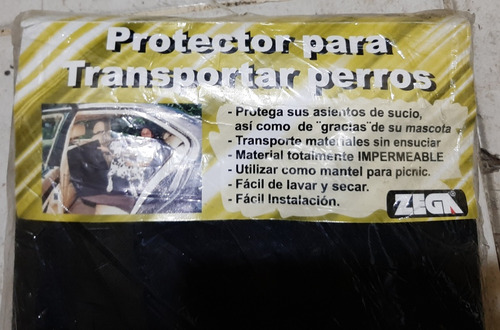 Protector para
Transportar perros
- Protega sus asientos de sucio,
así como de ¨gracias¨de su mascota
- Transporte materiales sin ensuciar
- Material totalmente IMPERMEABLE
- Utilizar como mantel para picnic.
- Fácil de lavar y secar.
- Fácil Instalación.
ZEGA